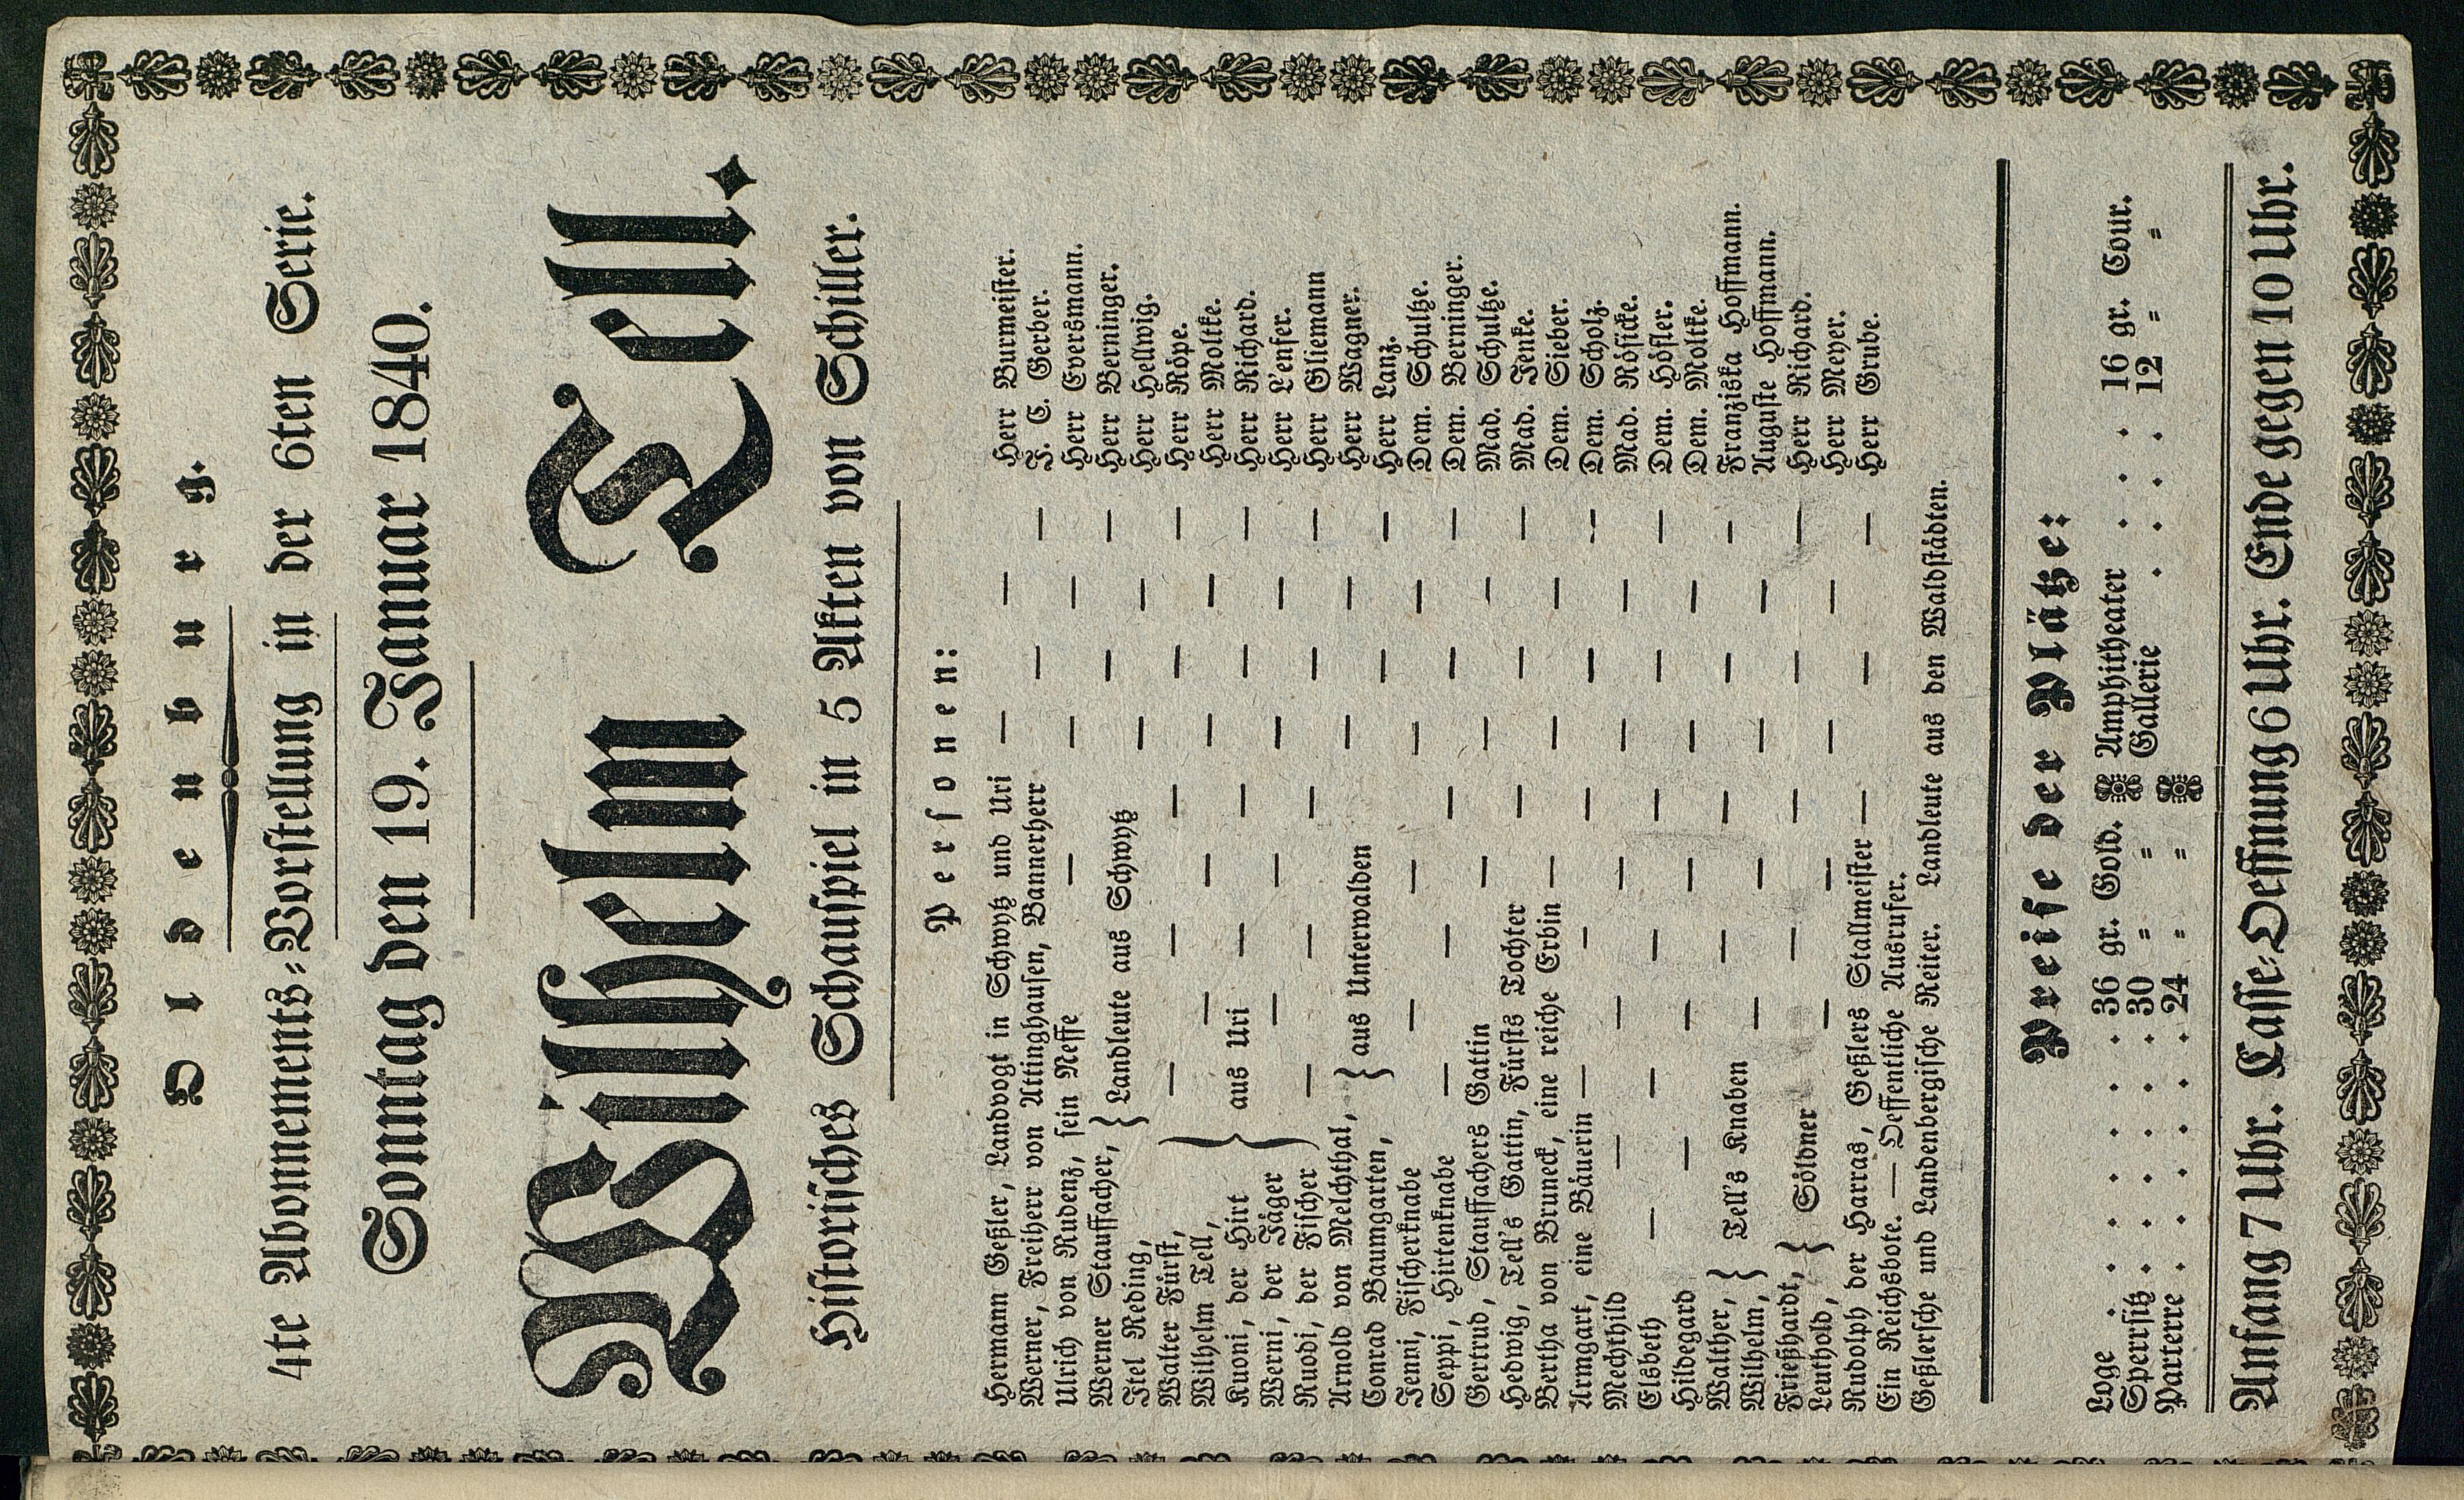 Oldenburg.
4te Abonnements-Vorstellung in der 6ten Serie.
Sonntag den 19. Januar 1840.
Wilhelm Tell.
Historisches Schauspiel in 5 Akten von Schiller.
Personen:
Hermann Geßler, Landvogt in Schwytz und Uri — — Herr Burmeister.
Werner, Freiherr von Attinghausen, Bannerherr — — J. C. Gerber.
Ulrich von Rudenz, sein Neffe — — — Herr Eversmann.
Werner Stauffacher, } Landleute aus Schwytz — — Herr Berninger.
Itel Reding, — — Herr Hellwig.
Walter Fürst, — — — — — Herr Röpe.
Wilhelm Tell, — — — — Herr Moltke.
Kuoni, der Hirt } aus Uri — — — — Herr Richard.
Werni, der Jäger — — — — Herr L'enser.
Ruodi, der Fischer — — — — — Herr Gliemann
Arnold von Melchthal, } aus Unterwalden — — Herr Wagner.
Conrad Baumgarten, — — Herr Lanz.
Jenni, Fischerknabe — — — — Dem. Schultze.
Seppi, Hirtenknabe — — — — — Dem. Berninger.
Gertrud, Stauffachers Gattin — — — Mad. Schultze.
Hedwig, Tell's Gattin, Fürsts Tochter — — — Mad. Jenke.
Bertha von Bruneck, eine reiche Erbin — — — Dem. Sieber.
Armgart, eine Bäuerin — — — — — Dem. Scholz.
Mechthild — — — — — Mad. Rösicke.
Elsbeth — — — — — — Dem. Höfler.
Hildegard — — — — — Dem. Moltke.
Walther, } Tell's Knaben — — — — Franziska Hoffmann.
Wilhelm, — — — — Auguste Hoffmann.
Frießhardt, } Söldner — — — — Herr Richard.
Leuthold, — — — — Herr Meyer.
Rudolph der Harras, Geßlers Stallmeister — — — Herr Grube.
Ein Reichsbote. — Oeffentliche Ausrufer.
Geßlersche und Landenbergische Reiter. Landleute aus den Waldstädten.
Preise der Plätze:
Loge . . . . . . 36 gr. Gold. Amphitheater . . . 16 gr. Cour.
Sperrsitz . . . . . 30 = = Gallerie . . . . 12 = =
Parterre . . . . . 24 = =
Anfang 7 Uhr. Casse-Oeffnung 6 Uhr. Ende gegen 10 Uhr.